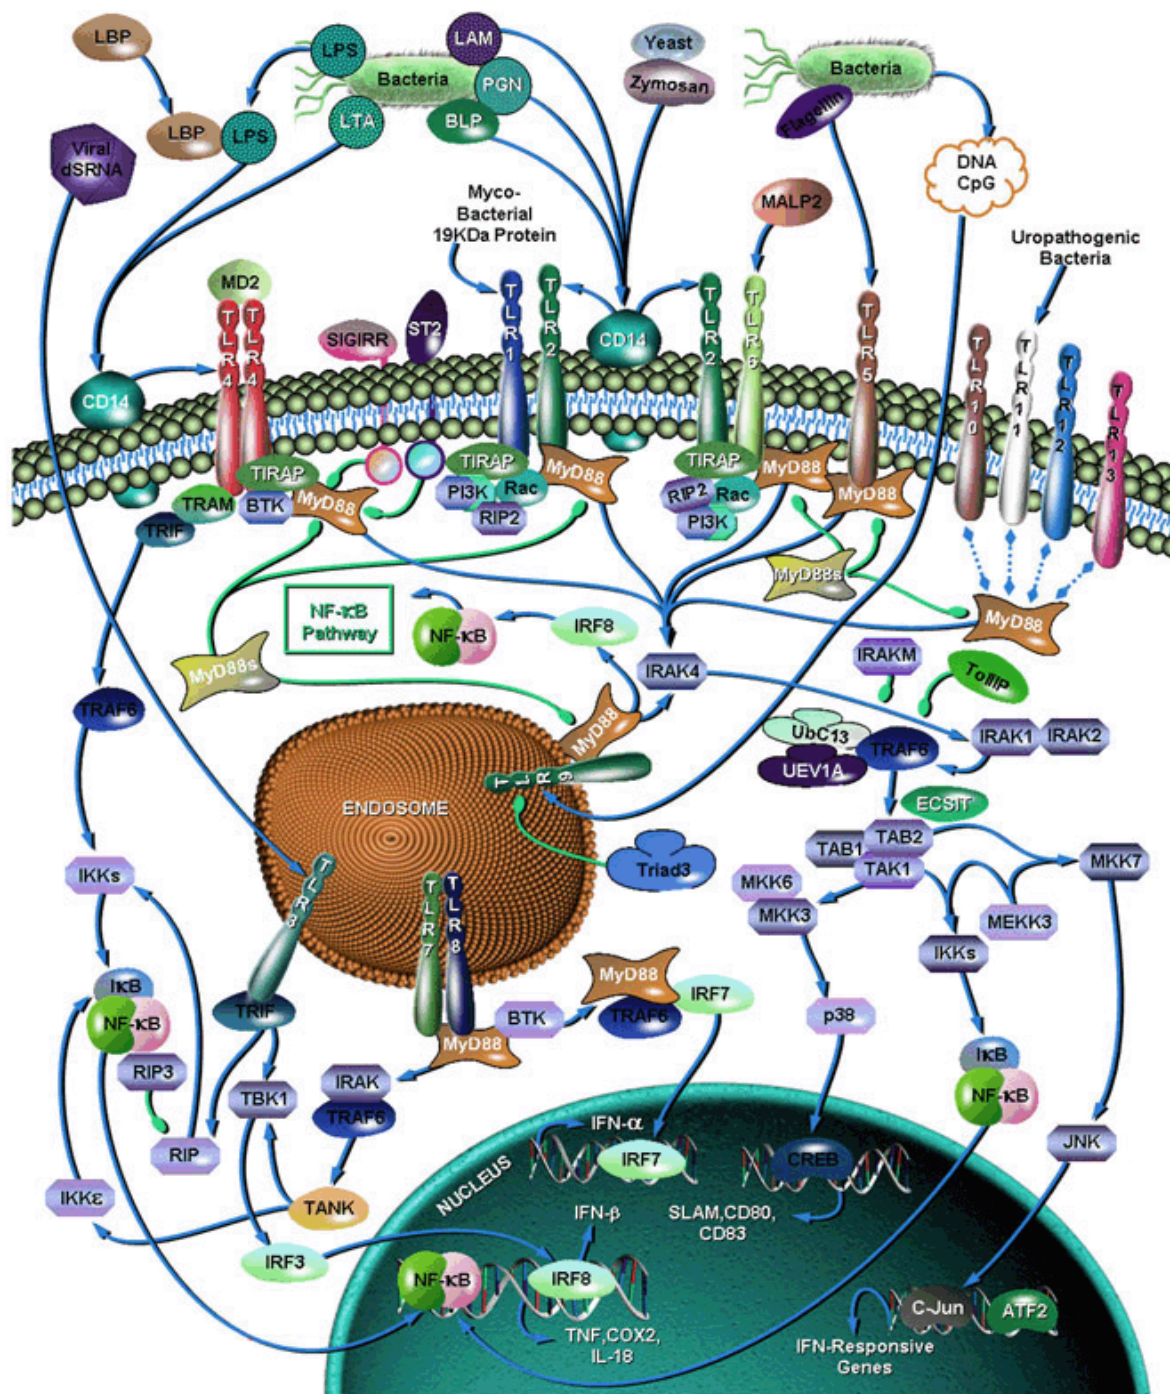 LBP
LPS
Bacteria
LAM
PGN
LTA
BLP
Yeast
Zymosan
Bacteria
Flagellin
LBP
LPS
Viral
dSRNA
DNA
CpG
Myco-
Bacterial
19KDa Protein
MALP2
Uropathogenic
Bacteria
MD2
TLR4
TLR4
SIGIRR
ST2
TLR1
TLR2
CD14
TLR2
TLR6
TLR5
TLR10
TLR11
TLR12
TLR13
CD14
TIRAP
TRAM
BTK
MyD88
TRIF
TIRAP
PI3K
Rac
RIP2
MyD88
TIRAP
RIP2
Rac
PI3K
MyD88
MyD88
MyD88s
MyD88
NF-κB
Pathway
NF-κB
IRF8
IRAK4
IRAKM
TollIP
MyD88s
TRAF6
MyD88
UbC13
UEV1A
TRAF6
IRAK1
IRAK2
TLR9
ENDOSOME
ECSIT
TAB2
TAB1
TAK1
MKK7
Triad3
IKKs
TLR3
TLR7
TLR8
MKK6
MKK3
MEKK3
IKKs
IκB
NF-κB
RIP3
TRIF
MyD88
BTK
MyD88
TRAF6
IRF7
p38
IκB
NF-κB
TBK1
IRAK
TRAF6
RIP
IKKε
TANK
IRF3
NUCLEUS
IFN-α
IRF7
CREB
JNK
IFN-β
SLAM,CD80,
CD83
NF-κB
IRF8
TNF,COX2,
IL-18
C-Jun
ATF2
IFN-Responsive
Genes